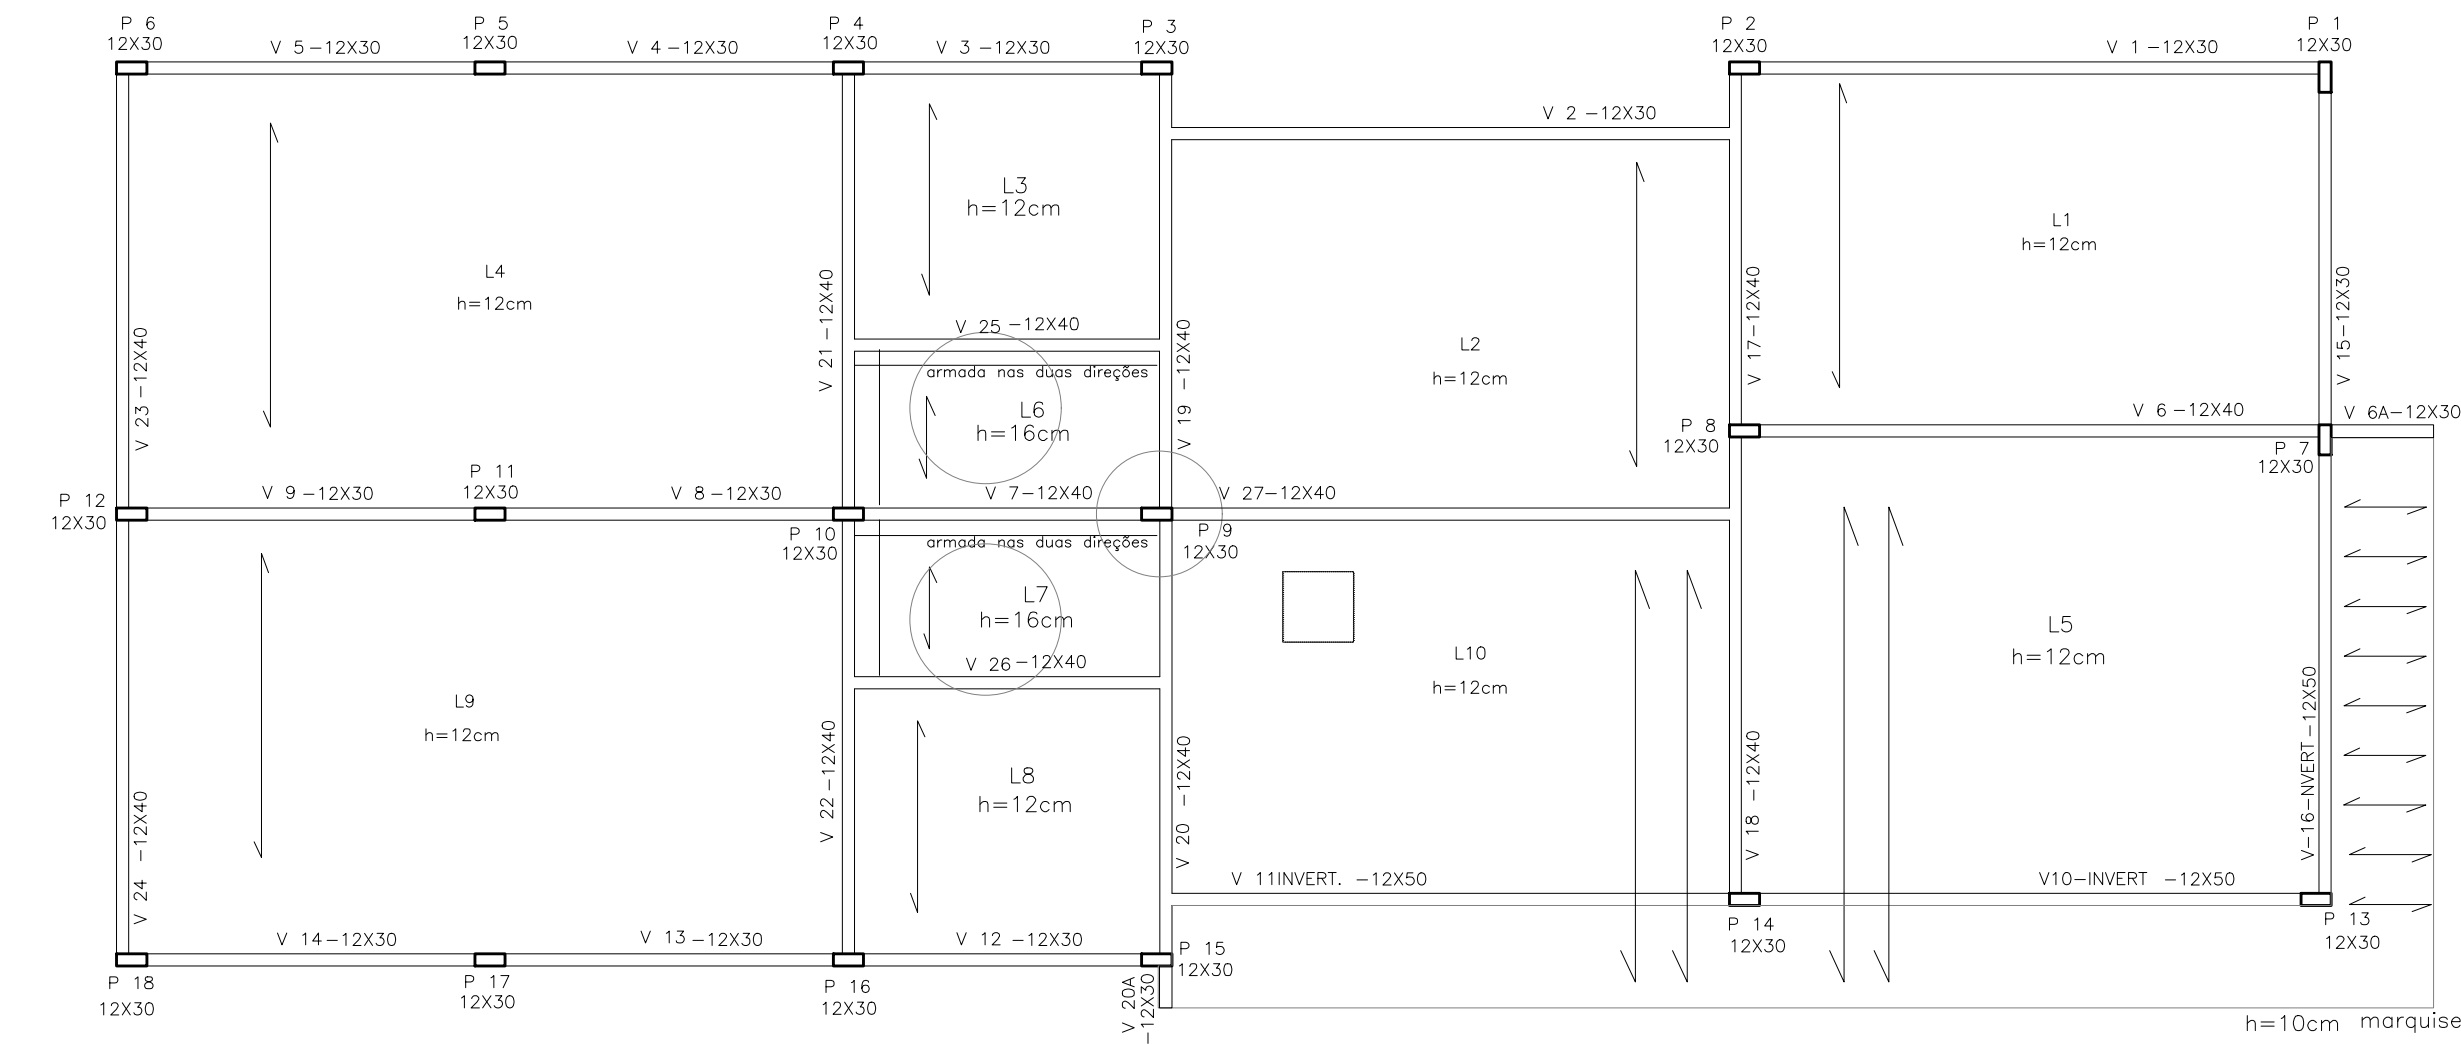 P 6
12X30
V 5-12X30
P 5
12X30
V 4-12X30
P 4
12X30
V 3-12X30
P 3
12X30
P 2
12X30
V 1-12X30
P 1
12X30
V 2-12X30
L3
h=12cm
L1
h=12cm
L4
h=12cm
V 23-12X40
V 21-12X40
V 25-12X40
V 19-12X40
L2
h=12cm
V 17-12X40
V 15-12X30
armada nas duas direções
L6
h=16cm
P 8
12X30
V 6-12X40
V 6A-12X30
P 7
12X30
P 12
12X30
V 9-12X30
P 11
12X30
V 8-12X30
V 7-12X40
V 27-12X40
P 10
12X30
P 9
12X30
armada nas duas direções
L7
h=16cm
V 26-12X40
L10
h=12cm
L5
h=12cm
L9
h=12cm
V 24-12X40
V 22-12X40
L8
h=12cm
V 20-12X40
V 18-12X40
V-16-NVERT-12X50
V 11INVERT. -12X50
V10-INVERT -12X50
V 14-12X30
V 13-12X30
V 12-12X30
P 15
12X30
P 14
12X30
P 13
12X30
P 18
12X30
P 17
12X30
P 16
12X30
V 20A
-12X30
h=10cm marquise